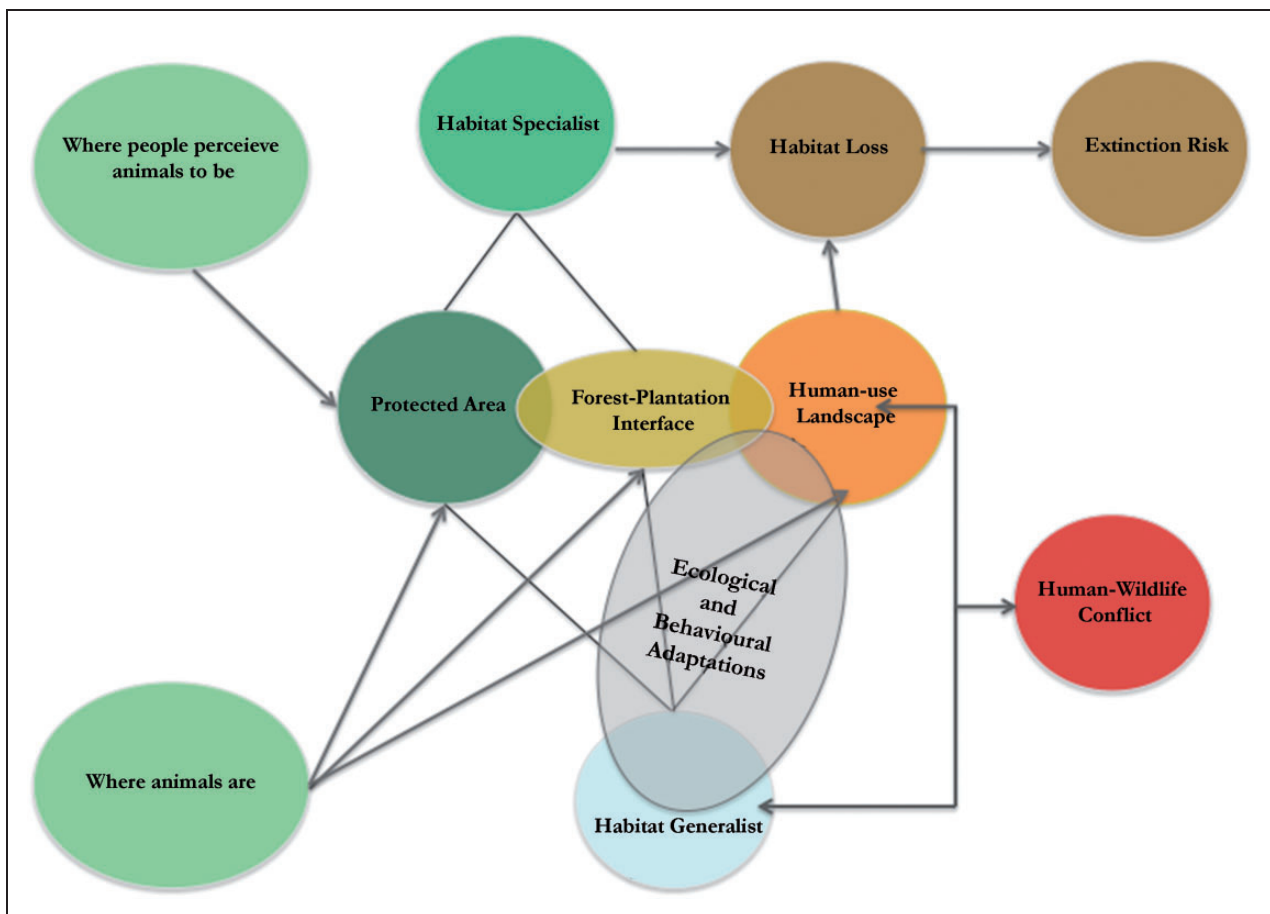 Where people perceieve
animals to be
Habitat Specialist
Habitat Loss
Extinction Risk
Protected Area
Forest-Plantation
Interface
Human-use
Landscape
Ecological
and
Behavioural
Adaptations
Human-Wildlife
Conflict
Where animals are
Habitat Generalist